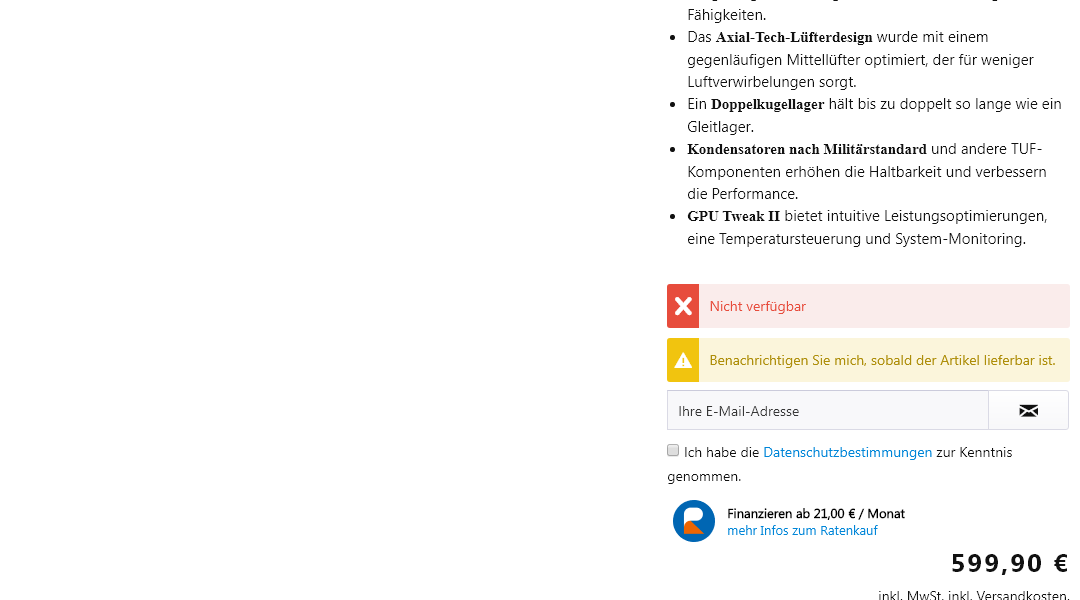 Fähigkeiten.
Das Axial-Tech-Lüfterdesign wurde mit einem
gegenläufigen Mittellüfter optimiert, der für weniger
Luftverwirbelungen sorgt.
Ein Doppelkugellager hält bis zu doppelt so lange wie ein
Gleitlager.
Kondensatoren nach Militärstandard und andere TUF-
Komponenten erhöhen die Haltbarkeit und verbessern
die Performance.
GPU Tweak II bietet intuitive Leistungsoptimierungen,
eine Temperatursteuerung und System-Monitoring.
Nicht verfügbar
Benachrichtigen Sie mich, sobald der Artikel lieferbar ist.
Ihre E-Mail-Adresse
Ich habe die Datenschutzbestimmungen zur Kenntnis
genommen.
Finanzieren ab 21,00 € / Monat
mehr Infos zum Ratenkauf
599,90 €
inkl. MwSt. inkl. Versandkosten.